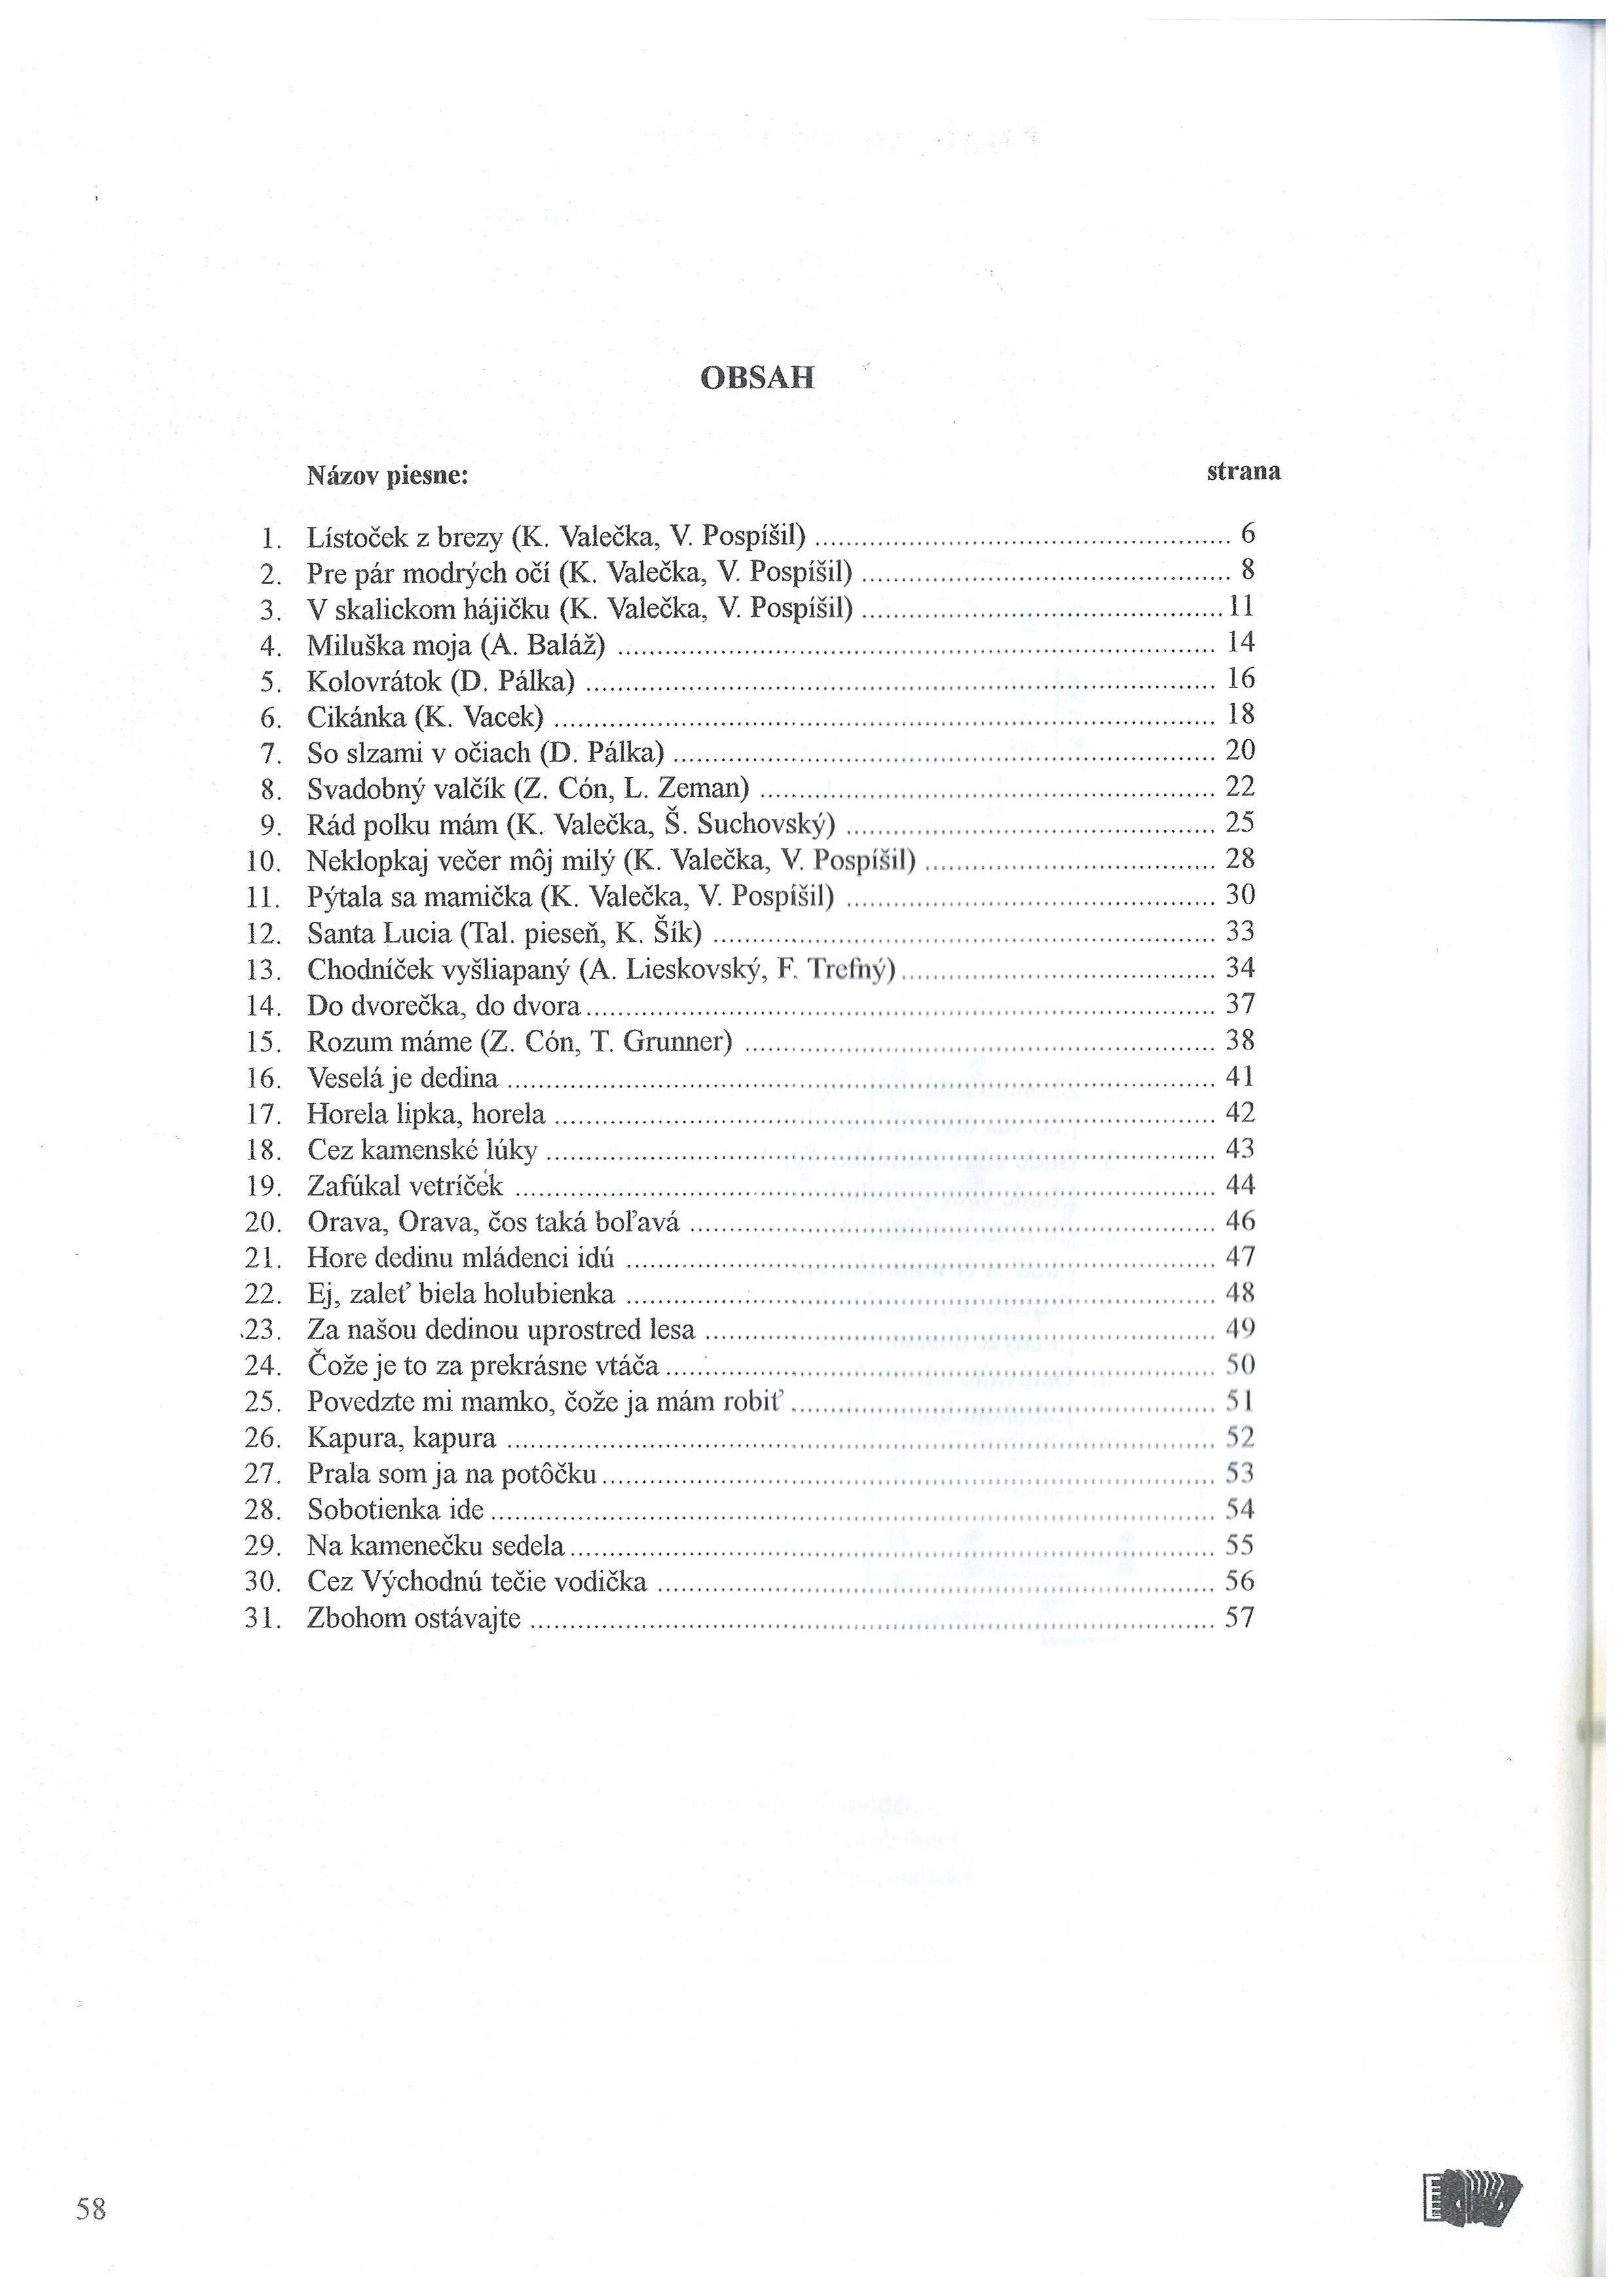 OBSAH
Názov piesne: strana
1. Lístoček z brezy (K. Valečka, V. Pospíšil) ........ 6
2. Pre pár modrých očí (K. Valečka, V. Pospíšil) ........ 8
3. V skalickom hájičku (K. Valečka, V. Pospíšil) ........ 11
4. Miluška moja (A. Baláž) ........ 14
5. Kolovrátok (D. Pálka) ........ 16
6. Cikánka (K. Vacek) ........ 18
7. So slzami v očiach (D. Pálka) ........ 20
8. Svadobný valčík (Z. Cón, L. Zeman) ........ 22
9. Rád polku mám (K. Valečka, Š. Suchovský) ........ 25
10. Neklopkaj večer môj milý (K. Valečka, V. Pospíšil) ........ 28
11. Pýtala sa mamička (K. Valečka, V. Pospíšil) ........ 30
12. Santa Lucia (Tal. pieseň, K. Šík) ........ 33
13. Chodníček vyšliapaný (A. Lieskovský, F. Trefný) ........ 34
14. Do dvorečka, do dvora ........ 37
15. Rozum máme (Z. Cón, T. Grunner) ........ 38
16. Veselá je dedina ........ 41
17. Horela lipka, horela ........ 42
18. Cez kamenské lúky ........ 43
19. Zafúkal vetríček ........ 44
20. Orava, Orava, čos taká boľavá ........ 46
21. Hore dedinu mládenci idú ........ 47
22. Ej, zaleť biela holubienka ........ 48
23. Za našou dedinou uprostred lesa ........ 49
24. Čože je to za prekrásne vtáča ........ 50
25. Povedzte mi mamko, čože ja mám robiť ........ 51
26. Kapura, kapura ........ 52
27. Prala som ja na potôčku ........ 53
28. Sobotienka ide ........ 54
29. Na kamenečku sedela ........ 55
30. Cez Východnú tečie vodička ........ 56
31. Zbohom ostávajte ........ 57
58